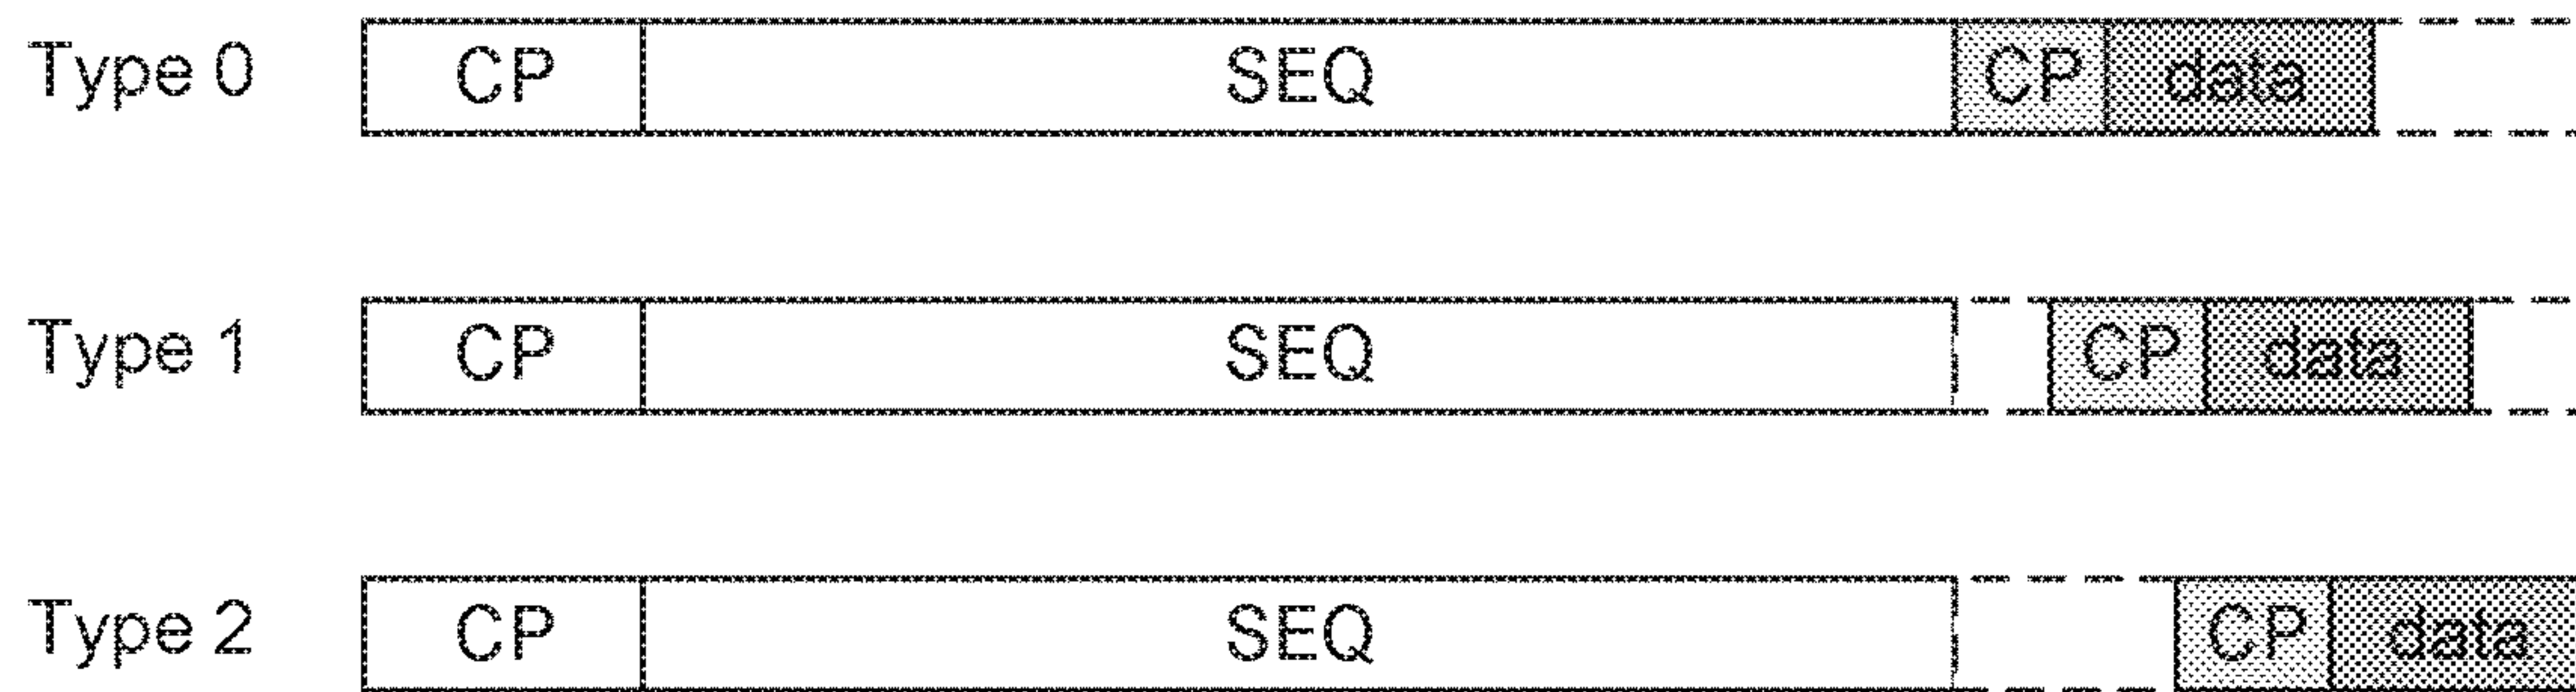 Type 0 CP SEQ CP data
Type 1 CP SEQ CP data
Type 2 CP SEQ CP data